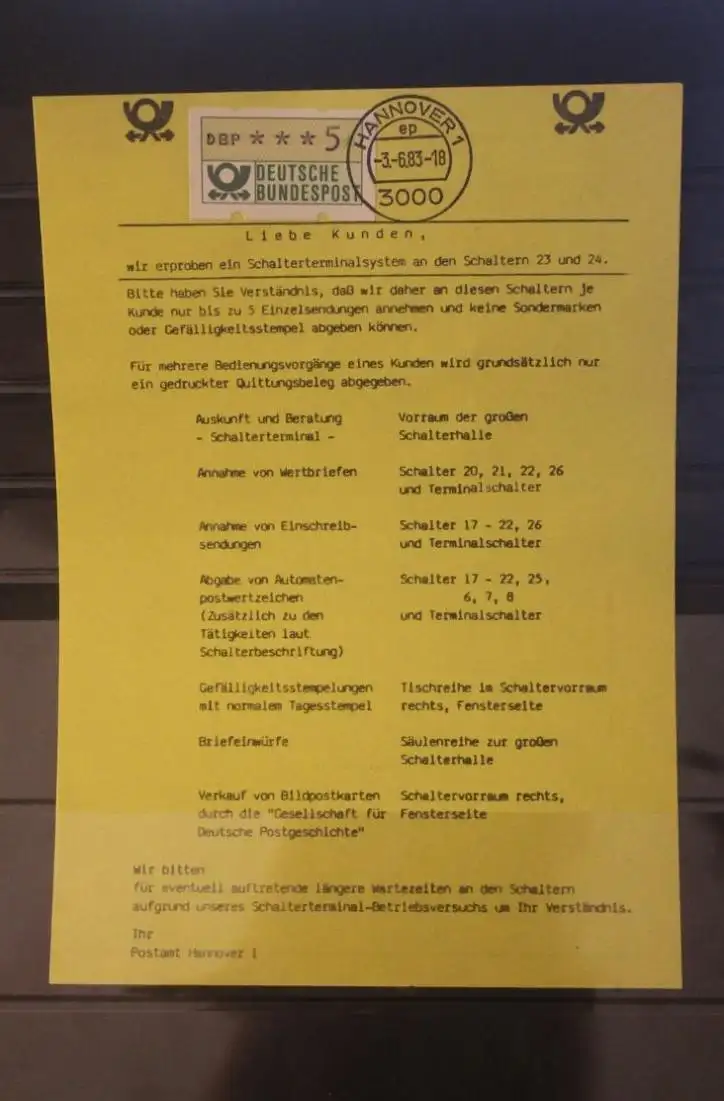 DBP * * * 5
DEUTSCHE
BUNDESPOST
HANNOVER 1
ep
-3.-6.83-18
3000
Liebe Kunden,
wir erproben ein Schalterterminalsystem an den Schaltern 23 und 24.
Bitte haben Sie Verständnis, daß wir daher an diesen Schaltern je
Kunde nur bis zu 5 Einzelsendungen annehmen und keine Sondermarken
oder Gefälligkeitsstempel abgeben können.
Für mehrere Bedienungsvorgänge eines Kunden wird grundsätzlich nur
ein gedruckter Quittungsbeleg abgegeben.
Auskunft und Beratung Vorraum der großen
- Schalterterminal - Schalterhalle
Annahme von Wertbriefen Schalter 20, 21, 22, 26
und Terminalschalter
Annahme von Einschreib- Schalter 17 - 22, 26
sendungen und Terminalschalter
Abgabe von Automaten- Schalter 17 - 22, 25,
postwertzeichen 6, 7, 8
(Zusätzlich zu den und Terminalschalter
Tätigkeiten laut
Schalterbeschriftung)
Gefälligkeitsstempelungen Tischreihe im Schaltervorraum
mit normalem Tagesstempel rechts, Fensterseite
Briefeinwürfe Säulenreihe zur großen
Schalterhalle
Verkauf von Bildpostkarten Schaltervorraum rechts,
durch die "Gesellschaft für Fensterseite
Deutsche Postgeschichte"
Wir bitten
für eventuell auftretende längere Wartezeiten an den Schaltern
aufgrund unseres Schalterterminal-Betriebsversuchs um Ihr Verständnis.
Ihr
Postamt Hannover 1